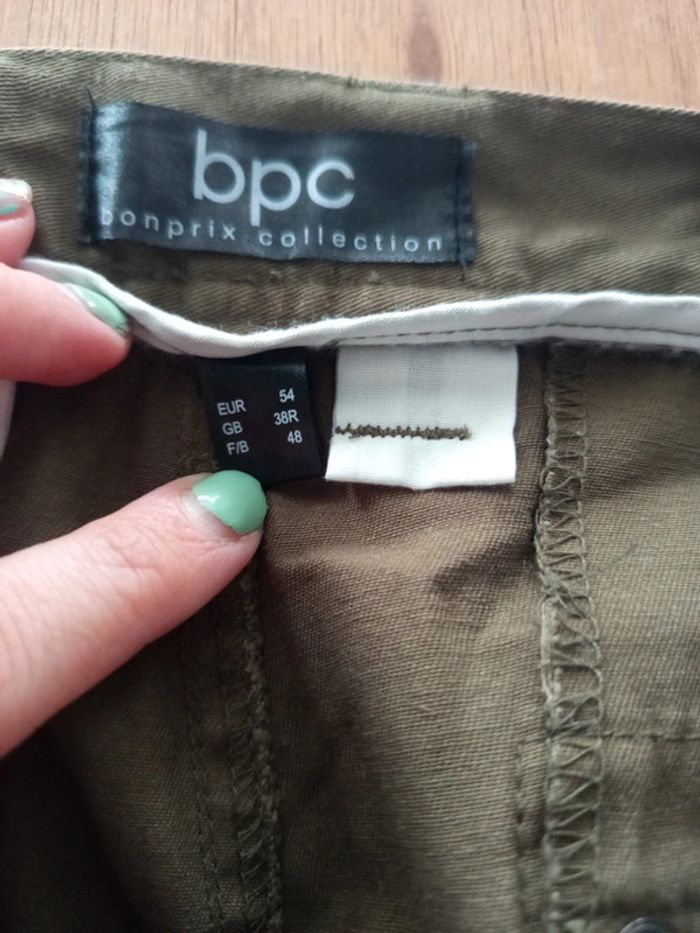 bpc
bonprix collection
EUR 54
GB 38R
F/B 48